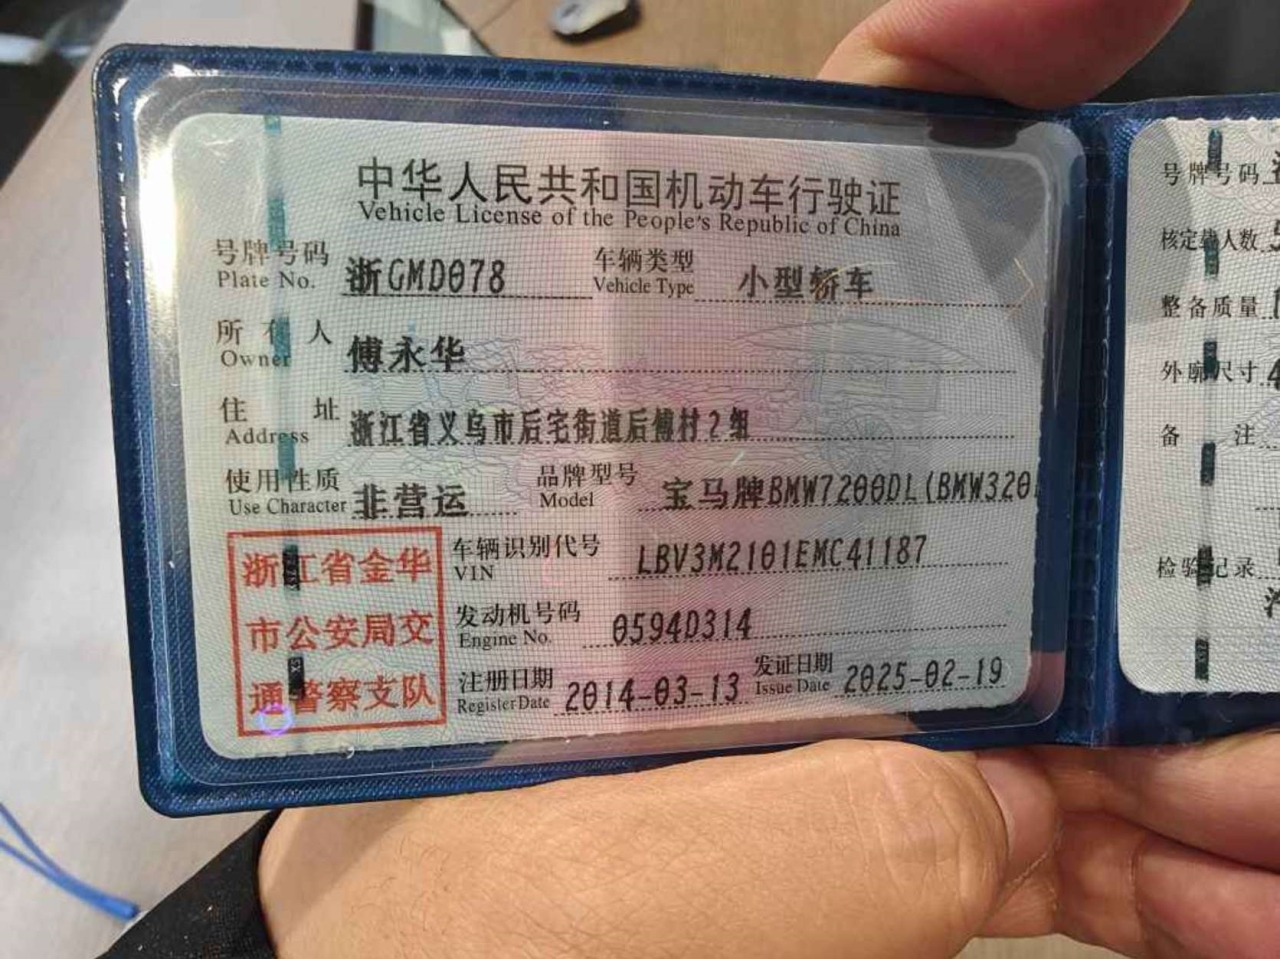 中华人民共和国机动车行驶证
Vehicle License of the People's Republic of China
号牌号码 Plate No. 浙GMD078 车辆类型 Vehicle Type 小型轿车
所有人 Owner 傅永华
住址 Address 浙江省义乌市后宅街道后傅村2组
使用性质 Use Character 非营运 品牌型号 Model 宝马牌BMW7200DL(BMW320
车辆识别代号 VIN LBV3M2101EMC41187
发动机号码 Engine No. 0594D314
注册日期 Register Date 2014-03-13 发证日期 Issue Date 2025-02-19
浙江省金华
市公安局交
通警察支队
号牌号码
核定载人数
整备质量
外廓尺寸 4
备注
检验记录